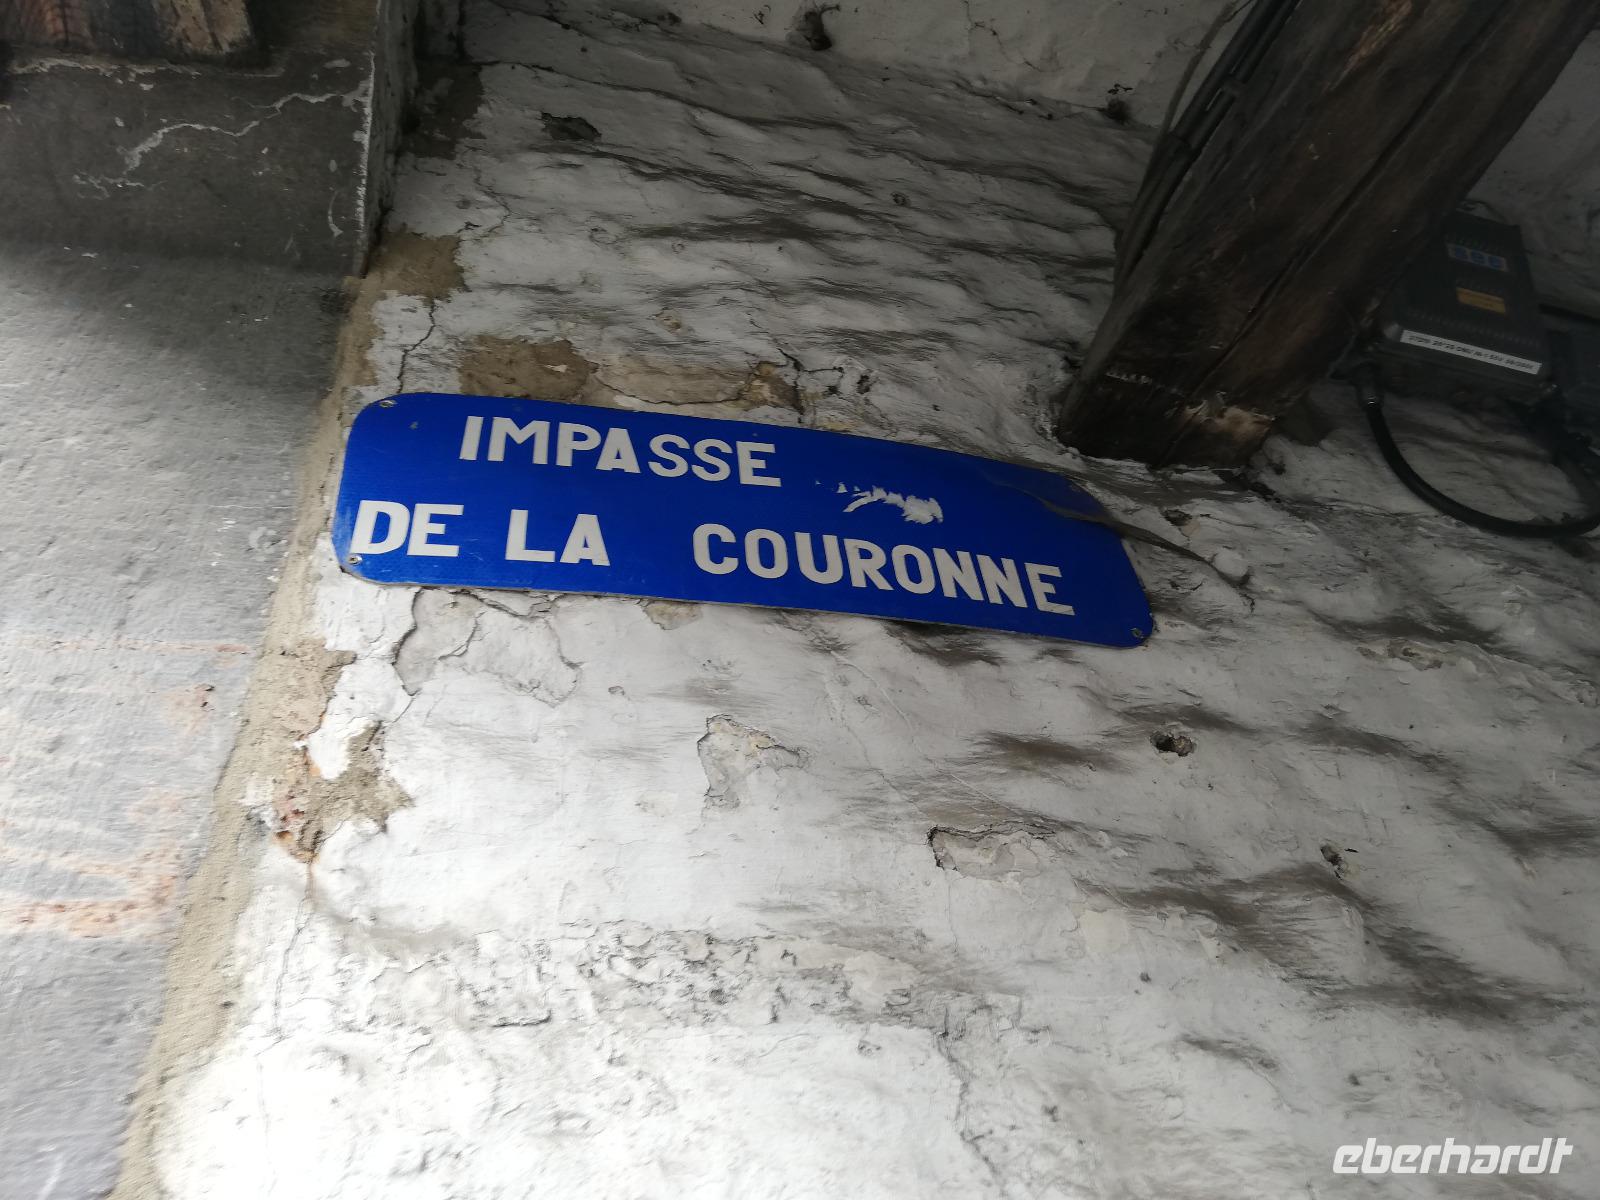 IMPASSE
DE LA COURONNE
eberhardt